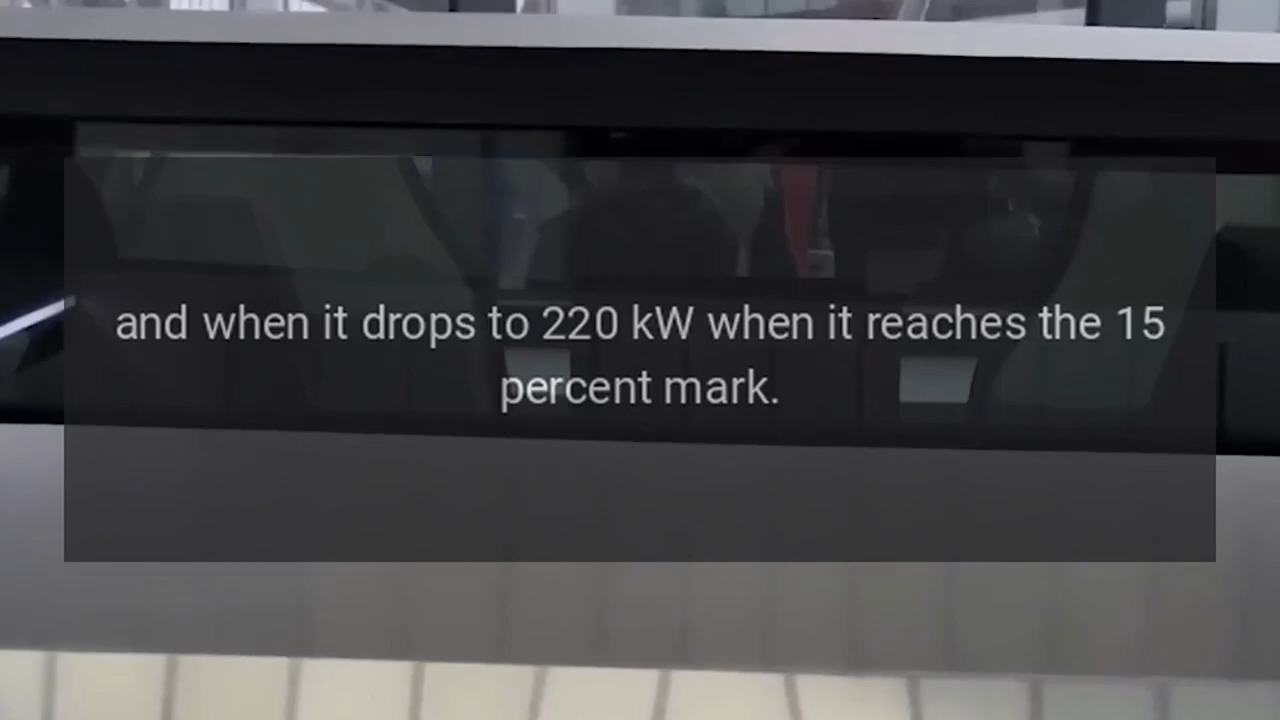 and when it drops to 220 kW when it reaches the 15
percent mark.